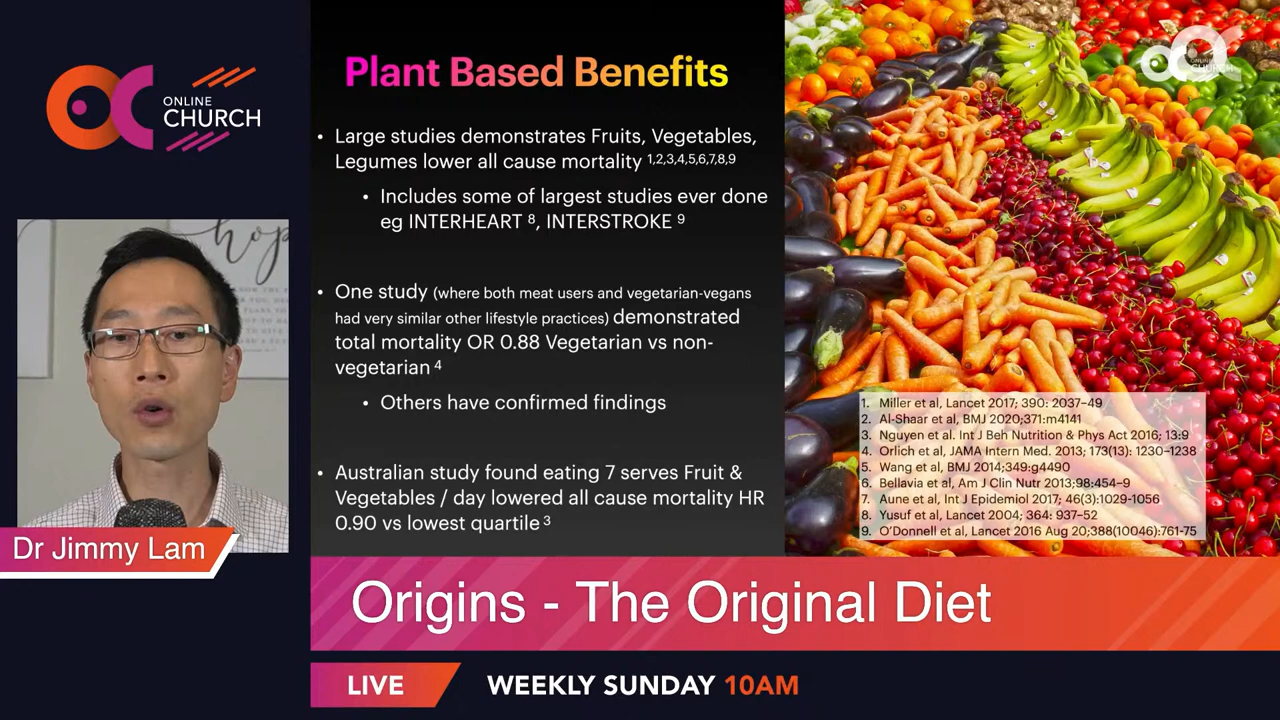 ONLINE
CHURCH
hope
Dr Jimmy Lam
Plant Based Benefits
• Large studies demonstrates Fruits, Vegetables,
Legumes lower all cause mortality 1,2,3,4,5,6,7,8,9
• Includes some of largest studies ever done
eg INTERHEART 8, INTERSTROKE 9
• One study (where both meat users and vegetarian-vegans
had very similar other lifestyle practices) demonstrated
total mortality OR 0.88 Vegetarian vs non-
vegetarian 4
• Others have confirmed findings
• Australian study found eating 7 serves Fruit &
Vegetables / day lowered all cause mortality HR
0.90 vs lowest quartile 3
ONLINE
CHURCH
1. Miller et al, Lancet 2017; 390: 2037–49
2. Al-Shaar et al, BMJ 2020;371:m4141
3. Nguyen et al. Int J Beh Nutrition & Phys Act 2016; 13:9
4. Orlich et al, JAMA Intern Med. 2013; 173(13): 1230–1238
5. Wang et al, BMJ 2014;349:g4490
6. Bellavia et al, Am J Clin Nutr 2013;98:454–9
7. Aune et al, Int J Epidemiol 2017; 46(3):1029-1056
8. Yusuf et al, Lancet 2004; 364: 937–52
9. O'Donnell et al, Lancet 2016 Aug 20;388(10046):761-75
Origins - The Original Diet
LIVE
WEEKLY SUNDAY 10AM